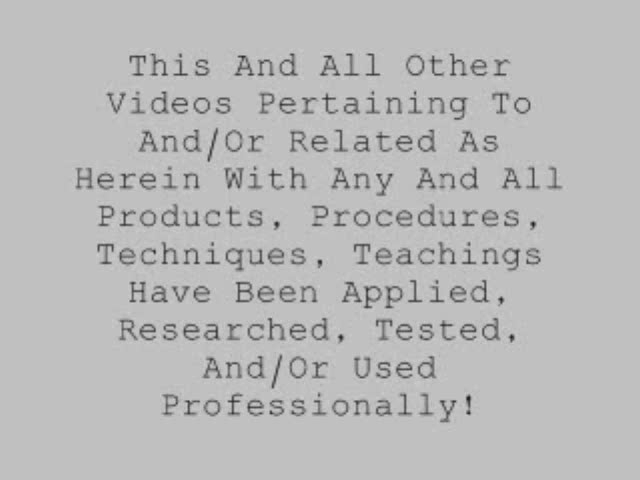 This And All Other
Videos Pertaining To
And/Or Related As
Herein With Any And All
Products, Procedures,
Techniques, Teachings
Have Been Applied,
Researched, Tested,
And/Or Used
Professionally!